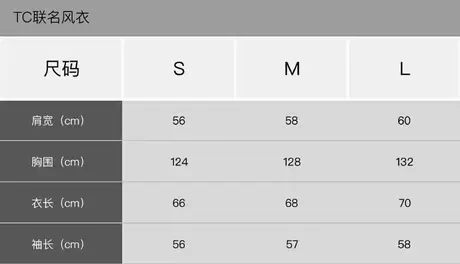 TC联名风衣
尺码 S M L
肩宽（cm） 56 58 60
胸围（cm） 124 128 132
衣长（cm） 66 68 70
袖长（cm） 56 57 58